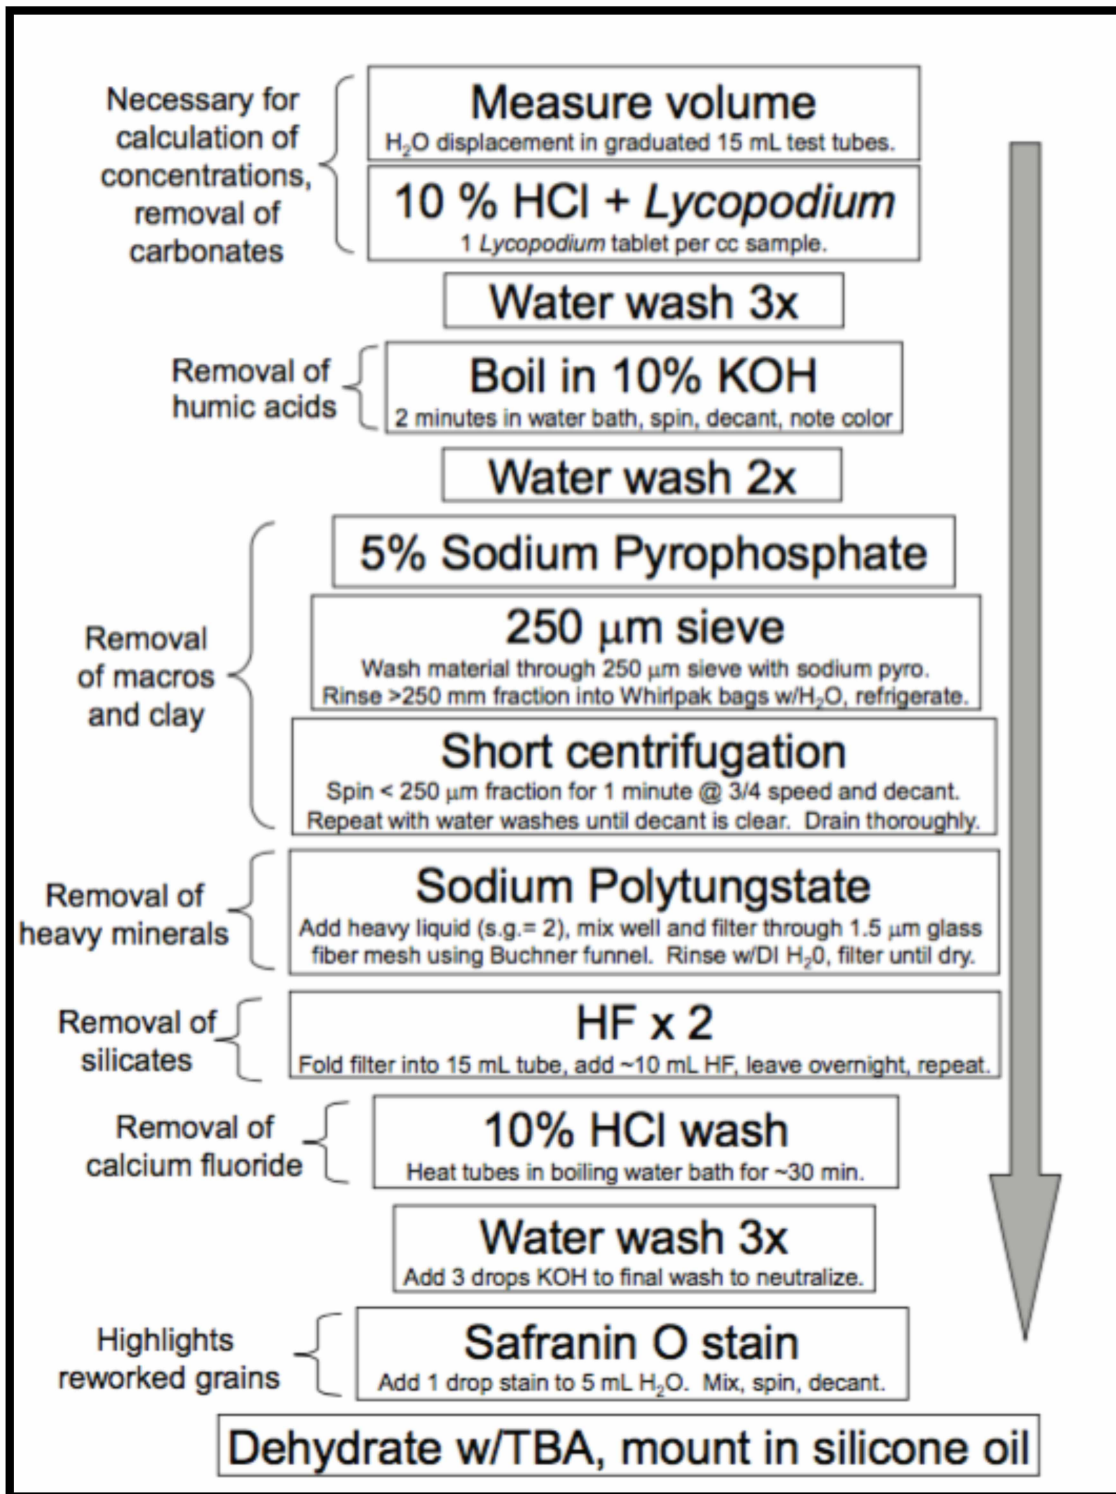 Necessary for
calculation of
concentrations,
removal of
carbonates
Measure volume
H₂O displacement in graduated 15 mL test tubes.
10 % HCl + Lycopodium
1 Lycopodium tablet per cc sample.
Water wash 3x
Removal of
humic acids
Boil in 10% KOH
2 minutes in water bath, spin, decant, note color
Water wash 2x
Removal
of macros
and clay
5% Sodium Pyrophosphate
250 μm sieve
Wash material through 250 μm sieve with sodium pyro.
Rinse >250 mm fraction into Whirlpak bags w/H₂O, refrigerate.
Short centrifugation
Spin < 250 μm fraction for 1 minute @ 3/4 speed and decant.
Repeat with water washes until decant is clear. Drain thoroughly.
Removal of
heavy minerals
Sodium Polytungstate
Add heavy liquid (s.g.= 2), mix well and filter through 1.5 μm glass
fiber mesh using Buchner funnel. Rinse w/DI H₂0, filter until dry.
Removal of
silicates
HF x 2
Fold filter into 15 mL tube, add ~10 mL HF, leave overnight, repeat.
Removal of
calcium fluoride
10% HCl wash
Heat tubes in boiling water bath for ~30 min.
Water wash 3x
Add 3 drops KOH to final wash to neutralize.
Highlights
reworked grains
Safranin O stain
Add 1 drop stain to 5 mL H₂O. Mix, spin, decant.
Dehydrate w/TBA, mount in silicone oil